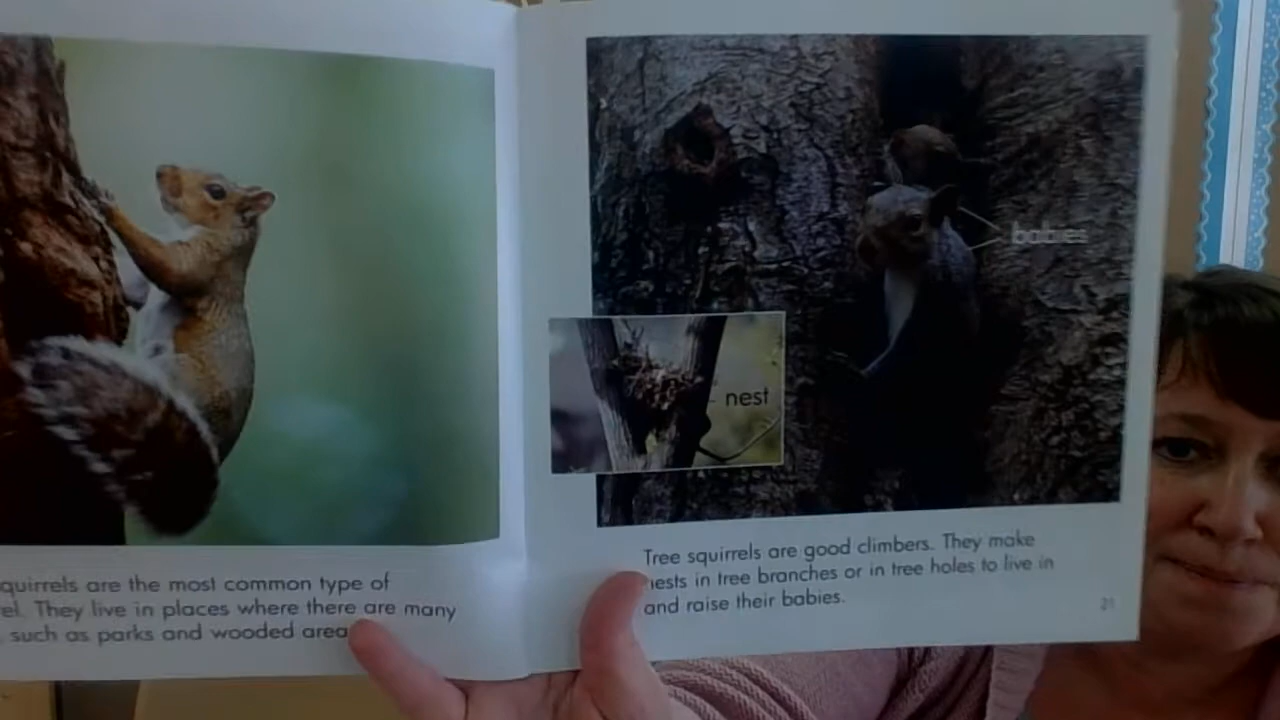 quirrels are the most common type of
el. They live in places where there are many
such as parks and wooded area
babies
nest
Tree squirrels are good climbers. They make
ests in tree branches or in tree holes to live in
and raise their babies.
21